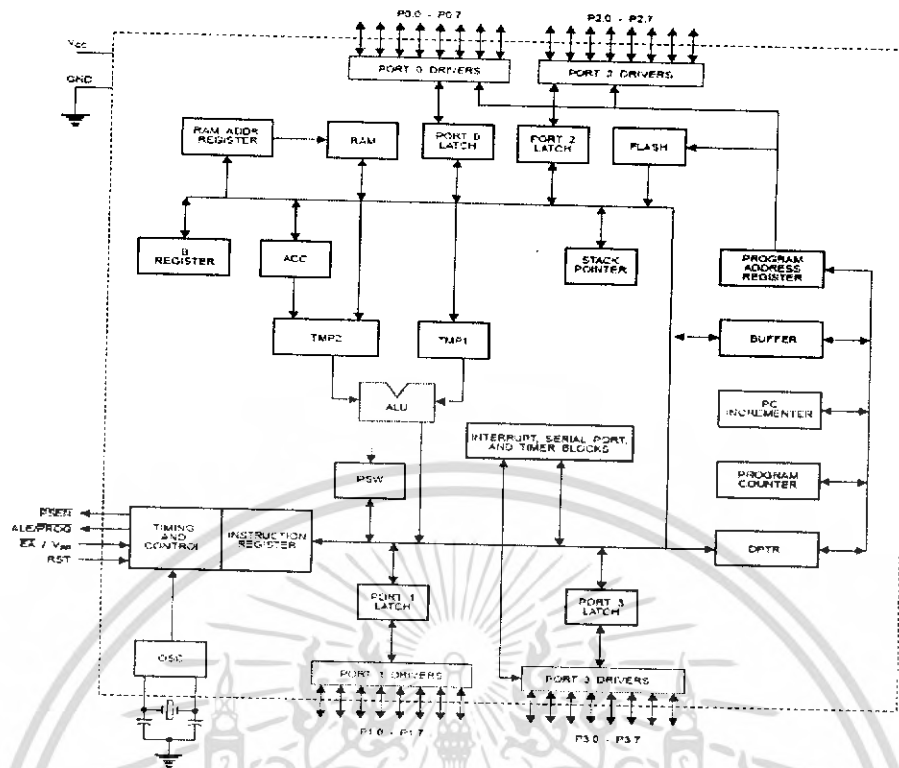 P0.0 - P0.7
P2.0 - P2.7
VCC
PORT 0 DRIVERS
PORT 2 DRIVERS
GND
RAM ADDR
REGISTER
RAM
PORT 0
LATCH
PORT 2
LATCH
FLASH
B
REGISTER
ACC
STACK
POINTER
PROGRAM
ADDRESS
REGISTER
TMP2
TMP1
BUFFER
ALU
PC
INCREMENTER
INTERRUPT, SERIAL PORT,
AND TIMER BLOCKS
PSW
PROGRAM
COUNTER
PSEN
ALE/PROG
EA / VPP
RST
TIMING
AND
CONTROL
INSTRUCTION
REGISTER
DPTR
PORT 1
LATCH
PORT 3
LATCH
OSC
PORT 1 DRIVERS
PORT 3 DRIVERS
P1.0 - P1.7
P3.0 - P3.7